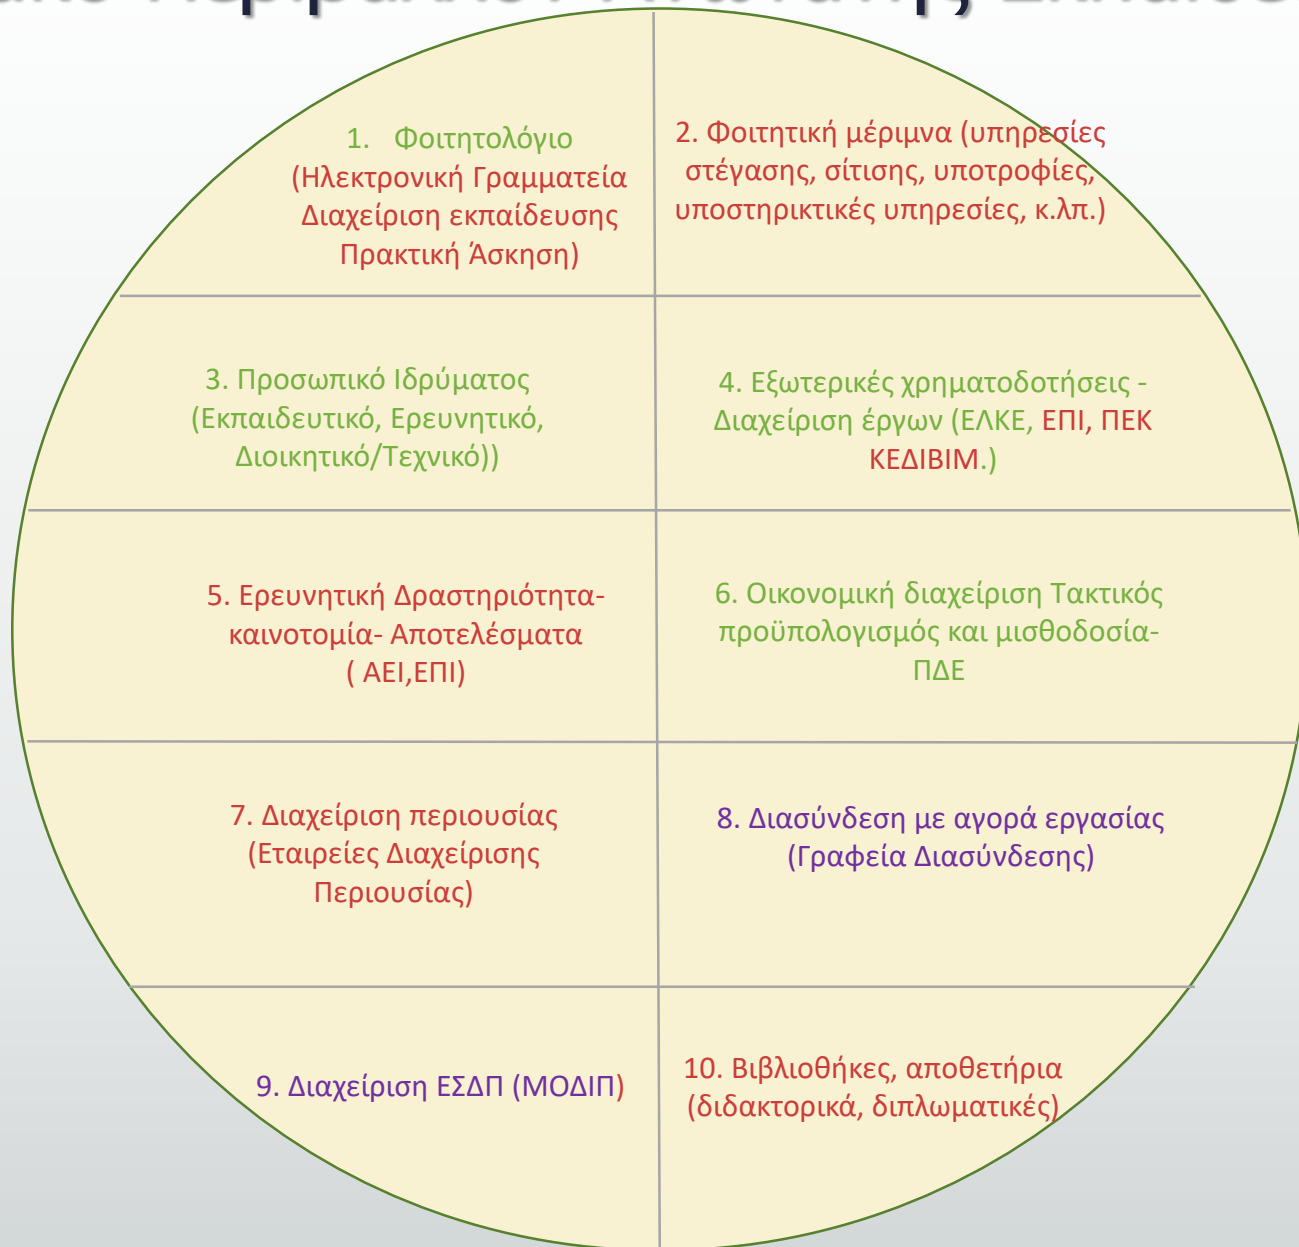 1. Φοιτητολόγιο
(Ηλεκτρονική Γραμματεία
Διαχείριση εκπαίδευσης
Πρακτική Άσκηση)
2. Φοιτητική μέριμνα (υπηρεσίες
στέγασης, σίτισης, υποτροφίες,
υποστηρικτικές υπηρεσίες, κ.λπ.)
3. Προσωπικό Ιδρύματος
(Εκπαιδευτικό, Ερευνητικό,
Διοικητικό/Τεχνικό))
4. Εξωτερικές χρηματοδοτήσεις -
Διαχείριση έργων (ΕΛΚΕ, ΕΠΙ, ΠΕΚ
ΚΕΔΙΒΙΜ.)
5. Ερευνητική Δραστηριότητα-
καινοτομία- Αποτελέσματα
( ΑΕΙ,ΕΠΙ)
6. Οικονομική διαχείριση Τακτικός
προϋπολογισμός και μισθοδοσία-
ΠΔΕ
7. Διαχείριση περιουσίας
(Εταιρείες Διαχείρισης
Περιουσίας)
8. Διασύνδεση με αγορά εργασίας
(Γραφεία Διασύνδεσης)
9. Διαχείριση ΕΣΔΠ (ΜΟΔΙΠ)
10. Βιβλιοθήκες, αποθετήρια
(διδακτορικά, διπλωματικές)